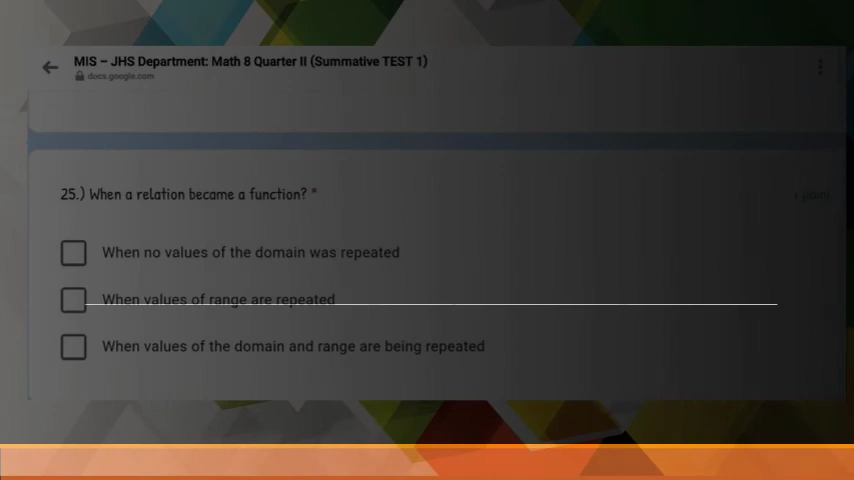 MIS – JHS Department: Math 8 Quarter II (Summative TEST 1)
docs.google.com
25.) When a relation became a function? *
1 point
When no values of the domain was repeated
When values of range are repeated
When values of the domain and range are being repeated